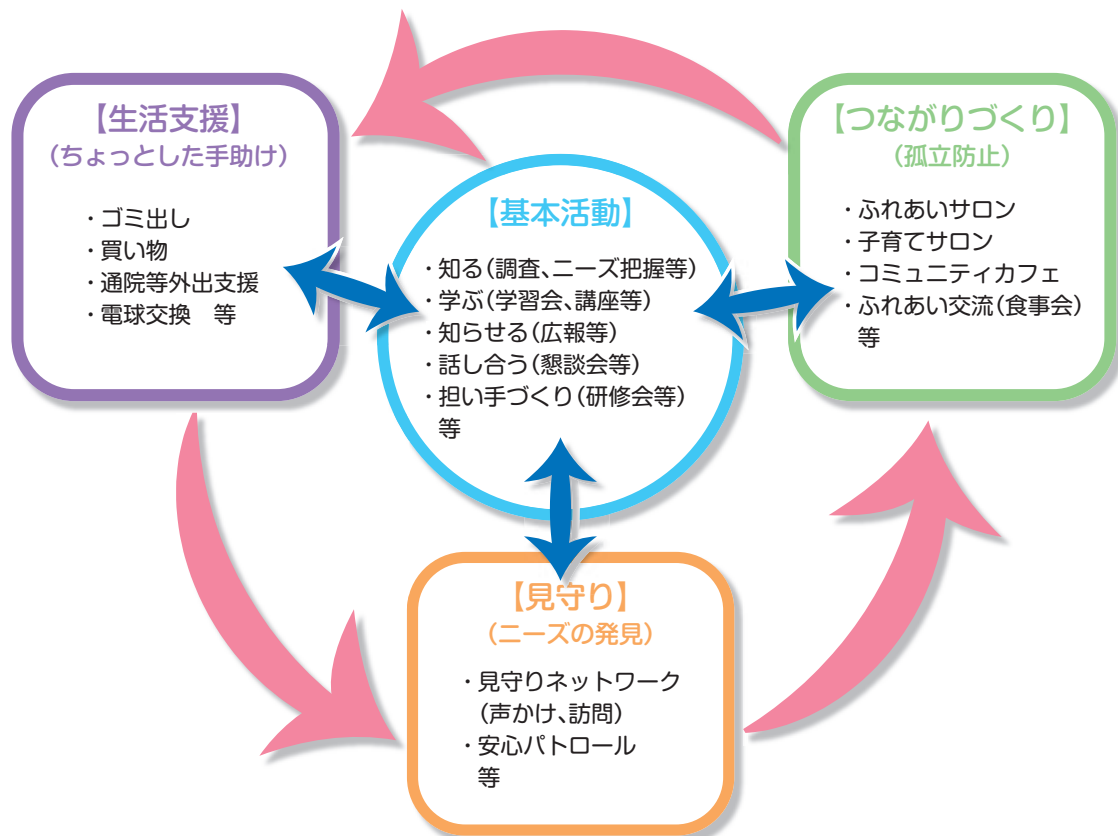 【生活支援】
（ちょっとした手助け）
・ゴミ出し
・買い物
・通院等外出支援
・電球交換　等
【基本活動】
・知る（調査、ニーズ把握等）
・学ぶ（学習会、講座等）
・知らせる（広報等）
・話し合う（懇談会等）
・担い手づくり（研修会等）
等
【つながりづくり】
（孤立防止）
・ふれあいサロン
・子育てサロン
・コミュニティカフェ
・ふれあい交流（食事会）
等
【見守り】
（ニーズの発見）
・見守りネットワーク
（声かけ、訪問）
・安心パトロール
等